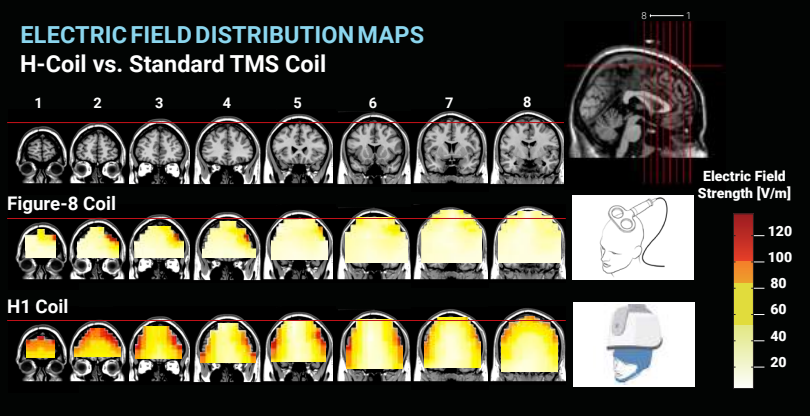 8 1
ELECTRIC FIELD DISTRIBUTION MAPS
H-Coil vs. Standard TMS Coil
1 2 3 4 5 6 7 8
Electric Field
Strength [V/m]
Figure-8 Coil
120
100
80
60
40
20
H1 Coil